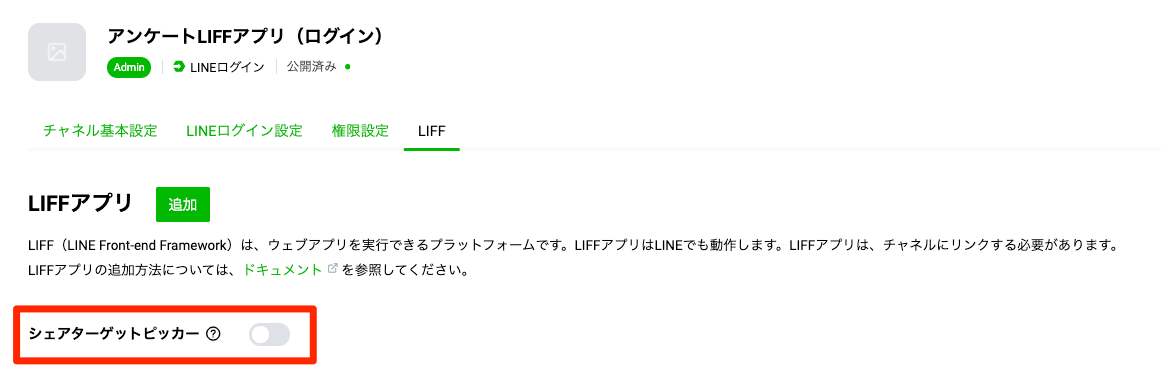 アンケートLIFFアプリ（ログイン）
Admin LINEログイン 公開済み
チャネル基本設定 LINEログイン設定 権限設定 LIFF
LIFFアプリ 追加
LIFF（LINE Front-end Framework）は、ウェブアプリを実行できるプラットフォームです。LIFFアプリはLINEでも動作します。LIFFアプリは、チャネルにリンクする必要があります。
LIFFアプリの追加方法については、ドキュメント を参照してください。
シェアターゲットピッカー ?